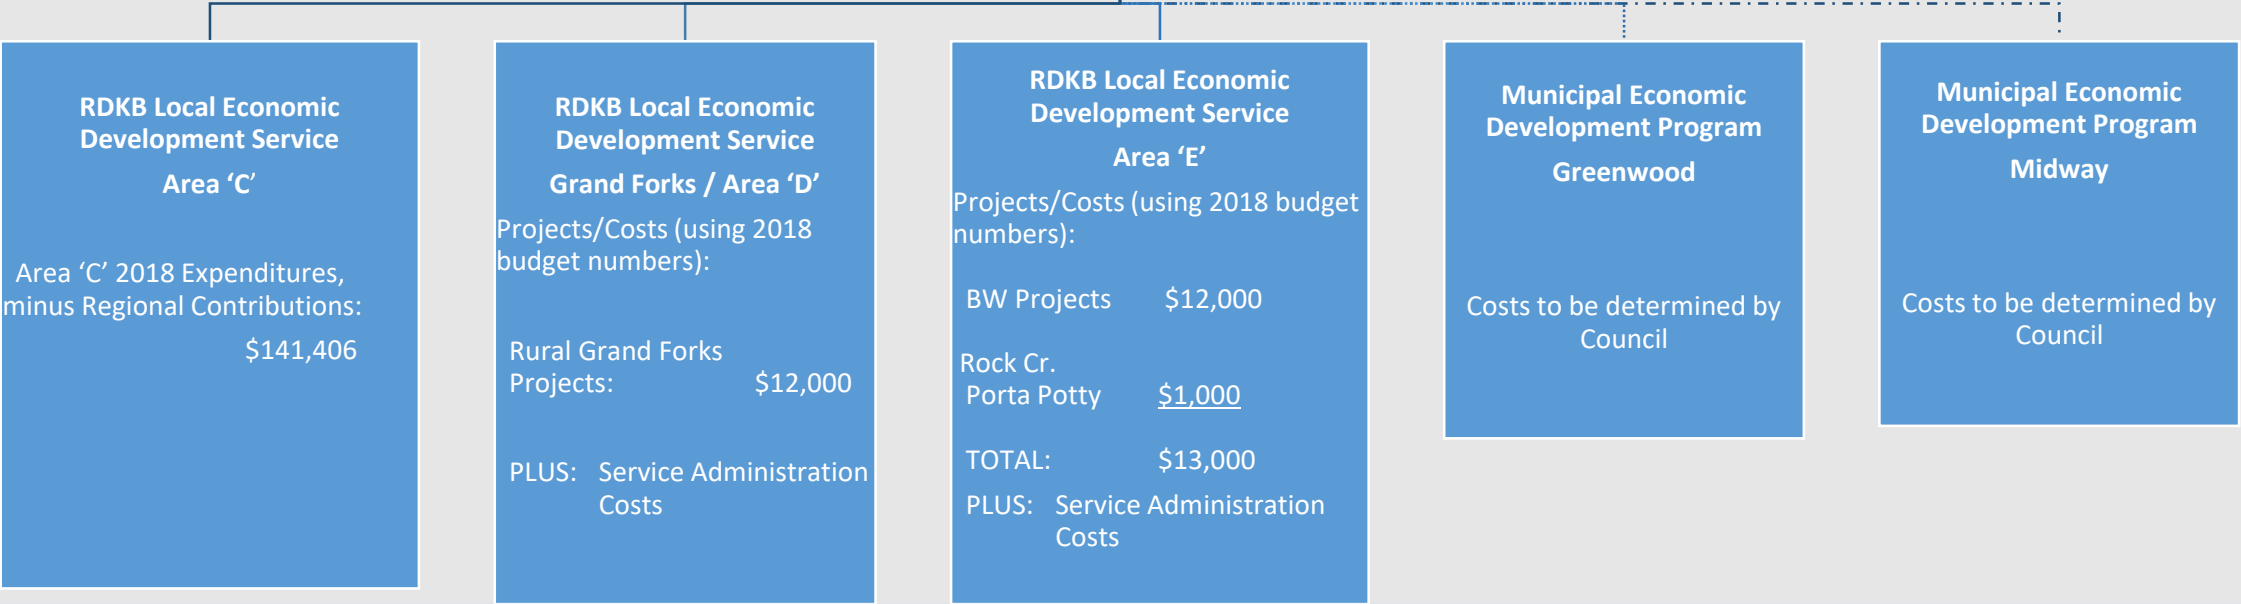 RDKB Local Economic
Development Service
Area ‘C’
Area ‘C’ 2018 Expenditures,
minus Regional Contributions:
$141,406
RDKB Local Economic
Development Service
Grand Forks / Area ‘D’
Projects/Costs (using 2018
budget numbers):
Rural Grand Forks
Projects: $12,000
PLUS: Service Administration
Costs
RDKB Local Economic
Development Service
Area ‘E’
Projects/Costs (using 2018 budget
numbers):
BW Projects $12,000
Rock Cr.
Porta Potty $1,000
TOTAL: $13,000
PLUS: Service Administration
Costs
Municipal Economic
Development Program
Greenwood
Costs to be determined by
Council
Municipal Economic
Development Program
Midway
Costs to be determined by
Council